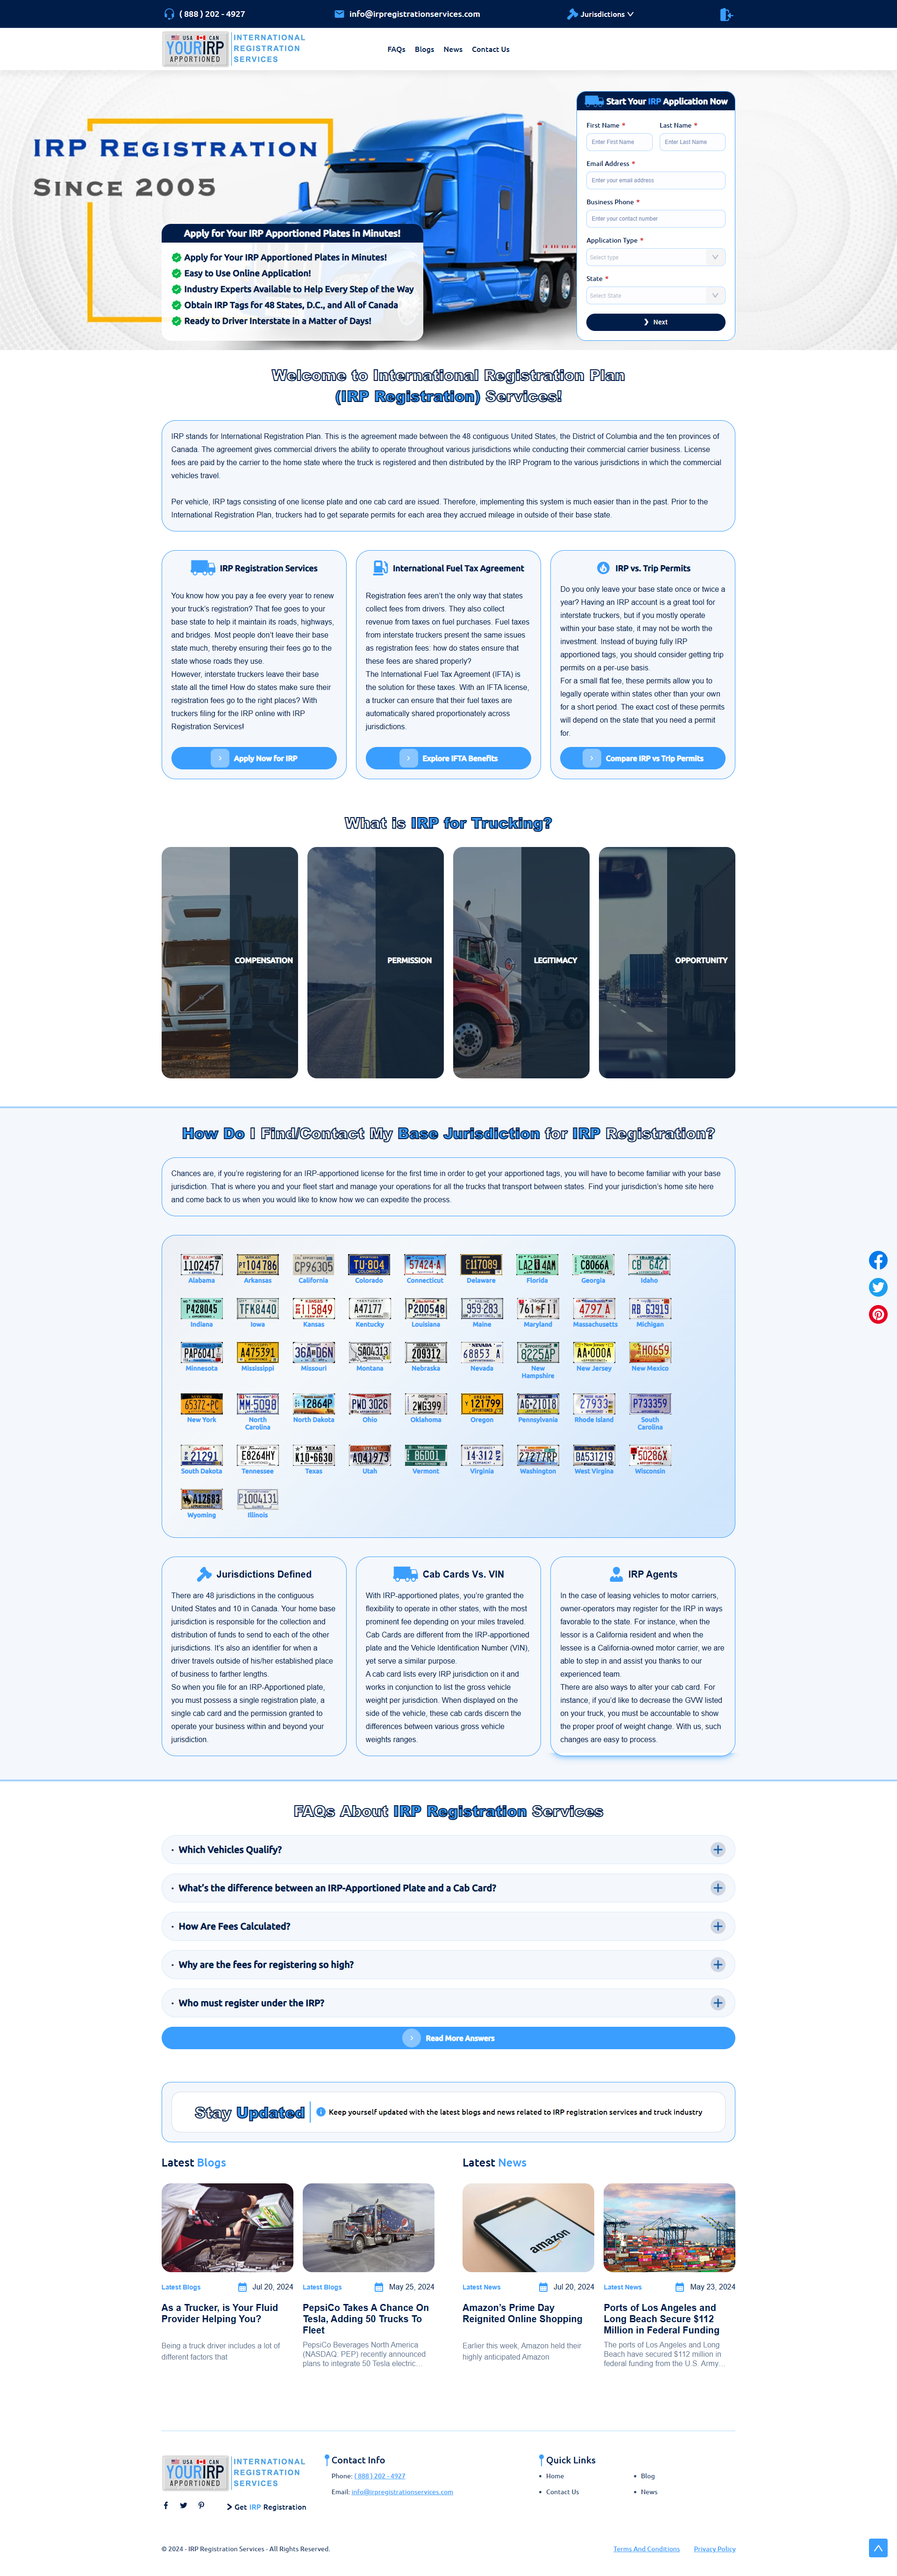 ( 888 ) 202 - 4927
info@irpregistrationservices.com
Jurisdictions
USA CAN
YOURIRP
APPORTIONED
INTERNATIONAL
REGISTRATION
SERVICES
FAQs Blogs News Contact Us
IRP Registration
Since 2005
Apply for Your IRP Apportioned Plates in Minutes!
Apply for Your IRP Apportioned Plates in Minutes!
Easy to Use Online Application!
Industry Experts Available to Help Every Step of the Way
Obtain IRP Tags for 48 States, D.C., and All of Canada
Ready to Driver Interstate in a Matter of Days!
Start Your IRP Application Now
First Name * Last Name *
Enter First Name Enter Last Name
Email Address *
Enter your email address
Business Phone *
Enter your contact number
Application Type *
Select type
State *
Select State
Next
Welcome to International Registration Plan
(IRP Registration) Services!
IRP stands for International Registration Plan. This is the agreement made between the 48 contiguous United States, the District of Columbia and the ten provinces of
Canada. The agreement gives commercial drivers the ability to operate throughout various jurisdictions while conducting their commercial carrier business. License
fees are paid by the carrier to the home state where the truck is registered and then distributed by the IRP Program to the various jurisdictions in which the commercial
vehicles travel.
Per vehicle, IRP tags consisting of one license plate and one cab card are issued. Therefore, implementing this system is much easier than in the past. Prior to the
International Registration Plan, truckers had to get separate permits for each area they accrued mileage in outside of their base state.
IRP Registration Services
You know how you pay a fee every year to renew
your truck's registration? That fee goes to your
base state to help it maintain its roads, highways,
and bridges. Most people don't leave their base
state much, thereby ensuring their fees go to the
state whose roads they use.
However, interstate truckers leave their base
state all the time! How do states make sure their
registration fees go to the right places? With
truckers filing for the IRP online with IRP
Registration Services!
Apply Now for IRP
International Fuel Tax Agreement
Registration fees aren't the only way that states
collect fees from drivers. They also collect
revenue from taxes on fuel purchases. Fuel taxes
from interstate truckers present the same issues
as registration fees: how do states ensure that
these fees are shared properly?
The International Fuel Tax Agreement (IFTA) is
the solution for these taxes. With an IFTA license,
a trucker can ensure that their fuel taxes are
automatically shared proportionately across
jurisdictions.
Explore IFTA Benefits
IRP vs. Trip Permits
Do you only leave your base state once or twice a
year? Having an IRP account is a great tool for
interstate truckers, but if you mostly operate
within your base state, it may not be worth the
investment. Instead of buying fully IRP
apportioned tags, you should consider getting trip
permits on a per-use basis.
For a small flat fee, these permits allow you to
legally operate within states other than your own
for a short period. The exact cost of these permits
will depend on the state that you need a permit
for.
Compare IRP vs Trip Permits
What is IRP for Trucking?
COMPENSATION
PERMISSION
LEGITIMACY
OPPORTUNITY
How Do I Find/Contact My Base Jurisdiction for IRP Registration?
Chances are, if you're registering for an IRP-apportioned license for the first time in order to get your apportioned tags, you will have to become familiar with your base
jurisdiction. That is where you and your fleet start and manage your operations for all the trucks that transport between states. Find your jurisdiction's home site here
and come back to us when you would like to know how we can expedite the process.
1102457 104786 CP96305 TU-804 57424-A E117089
Alabama Arkansas California Colorado Connecticut Delaware Florida Georgia Idaho
P428045 TFK8440 115849 A47177 P200548 959-283 4797 A RB 63919
Indiana Iowa Kansas Kentucky Louisiana Maine Maryland Massachusetts Michigan
PAP6041 A475391 209312 68853 A
Minnesota Mississippi Missouri Montana Nebraska Nevada New Hampshire New Jersey New Mexico
65372-PC MM-5098 12864P PWD 3026 2WG399 121799 AG-21018 27933 P733359
New York North Carolina North Dakota Ohio Oklahoma Oregon Pennsylvania Rhode Island South Carolina
21291 E8264HY K10*6630 A041973 14-312 BA531219 50286X
South Dakota Tennessee Texas Utah Vermont Virginia Washington West Virgina Wisconsin
A12683 P1004131
Wyoming Illinois
Jurisdictions Defined
There are 48 jurisdictions in the contiguous
United States and 10 in Canada. Your home base
jurisdiction is responsible for the collection and
distribution of funds to send to each of the other
jurisdictions. It's also an identifier for when a
driver travels outside of his/her established place
of business to farther lengths.
So when you file for an IRP-Apportioned plate,
you must possess a single registration plate, a
single cab card and the permission granted to
operate your business within and beyond your
jurisdiction.
Cab Cards Vs. VIN
With IRP-apportioned plates, you're granted the
flexibility to operate in other states, with the most
prominent fee depending on your miles traveled.
Cab Cards are different from the IRP-apportioned
plate and the Vehicle Identification Number (VIN),
yet serve a similar purpose.
A cab card lists every IRP jurisdiction on it and
works in conjunction to list the gross vehicle
weight per jurisdiction. When displayed on the
side of the vehicle, these cab cards discern the
differences between various gross vehicle
weights ranges.
IRP Agents
In the case of leasing vehicles to motor carriers,
owner-operators may register for the IRP in ways
favorable to the state. For instance, when the
lessor is a California resident and when the
lessee is a California-owned motor carrier, we are
able to step in and assist you thanks to our
experienced team.
There are also ways to alter your cab card. For
instance, if you'd like to decrease the GVW listed
on your truck, you must be accountable to show
the proper proof of weight change. With us, such
changes are easy to process.
FAQs About IRP Registration Services
• Which Vehicles Qualify?
• What's the difference between an IRP-Apportioned Plate and a Cab Card?
• How Are Fees Calculated?
• Why are the fees for registering so high?
• Who must register under the IRP?
Read More Answers
Stay Updated
Keep yourself updated with the latest blogs and news related to IRP registration services and truck industry
Latest Blogs
Latest News
amazon
Latest Blogs Jul 20, 2024
As a Trucker, is Your Fluid
Provider Helping You?
Being a truck driver includes a lot of
different factors that
Latest Blogs May 25, 2024
PepsiCo Takes A Chance On
Tesla, Adding 50 Trucks To
Fleet
PepsiCo Beverages North America
(NASDAQ: PEP) recently announced
plans to integrate 50 Tesla electric...
Latest News Jul 20, 2024
Amazon's Prime Day
Reignited Online Shopping
Earlier this week, Amazon held their
highly anticipated Amazon
Latest News May 23, 2024
Ports of Los Angeles and
Long Beach Secure $112
Million in Federal Funding
The ports of Los Angeles and Long
Beach have secured $112 million in
federal funding from the U.S. Army...
USA CAN
YOURIRP
APPORTIONED
INTERNATIONAL
REGISTRATION
SERVICES
Get IRP Registration
Contact Info
Phone: ( 888 ) 202 - 4927
Email: info@irpregistrationservices.com
Quick Links
• Home
• Blog
• Contact Us
• News
© 2024 - IRP Registration Services - All Rights Reserved.
Terms And Conditions Privacy Policy